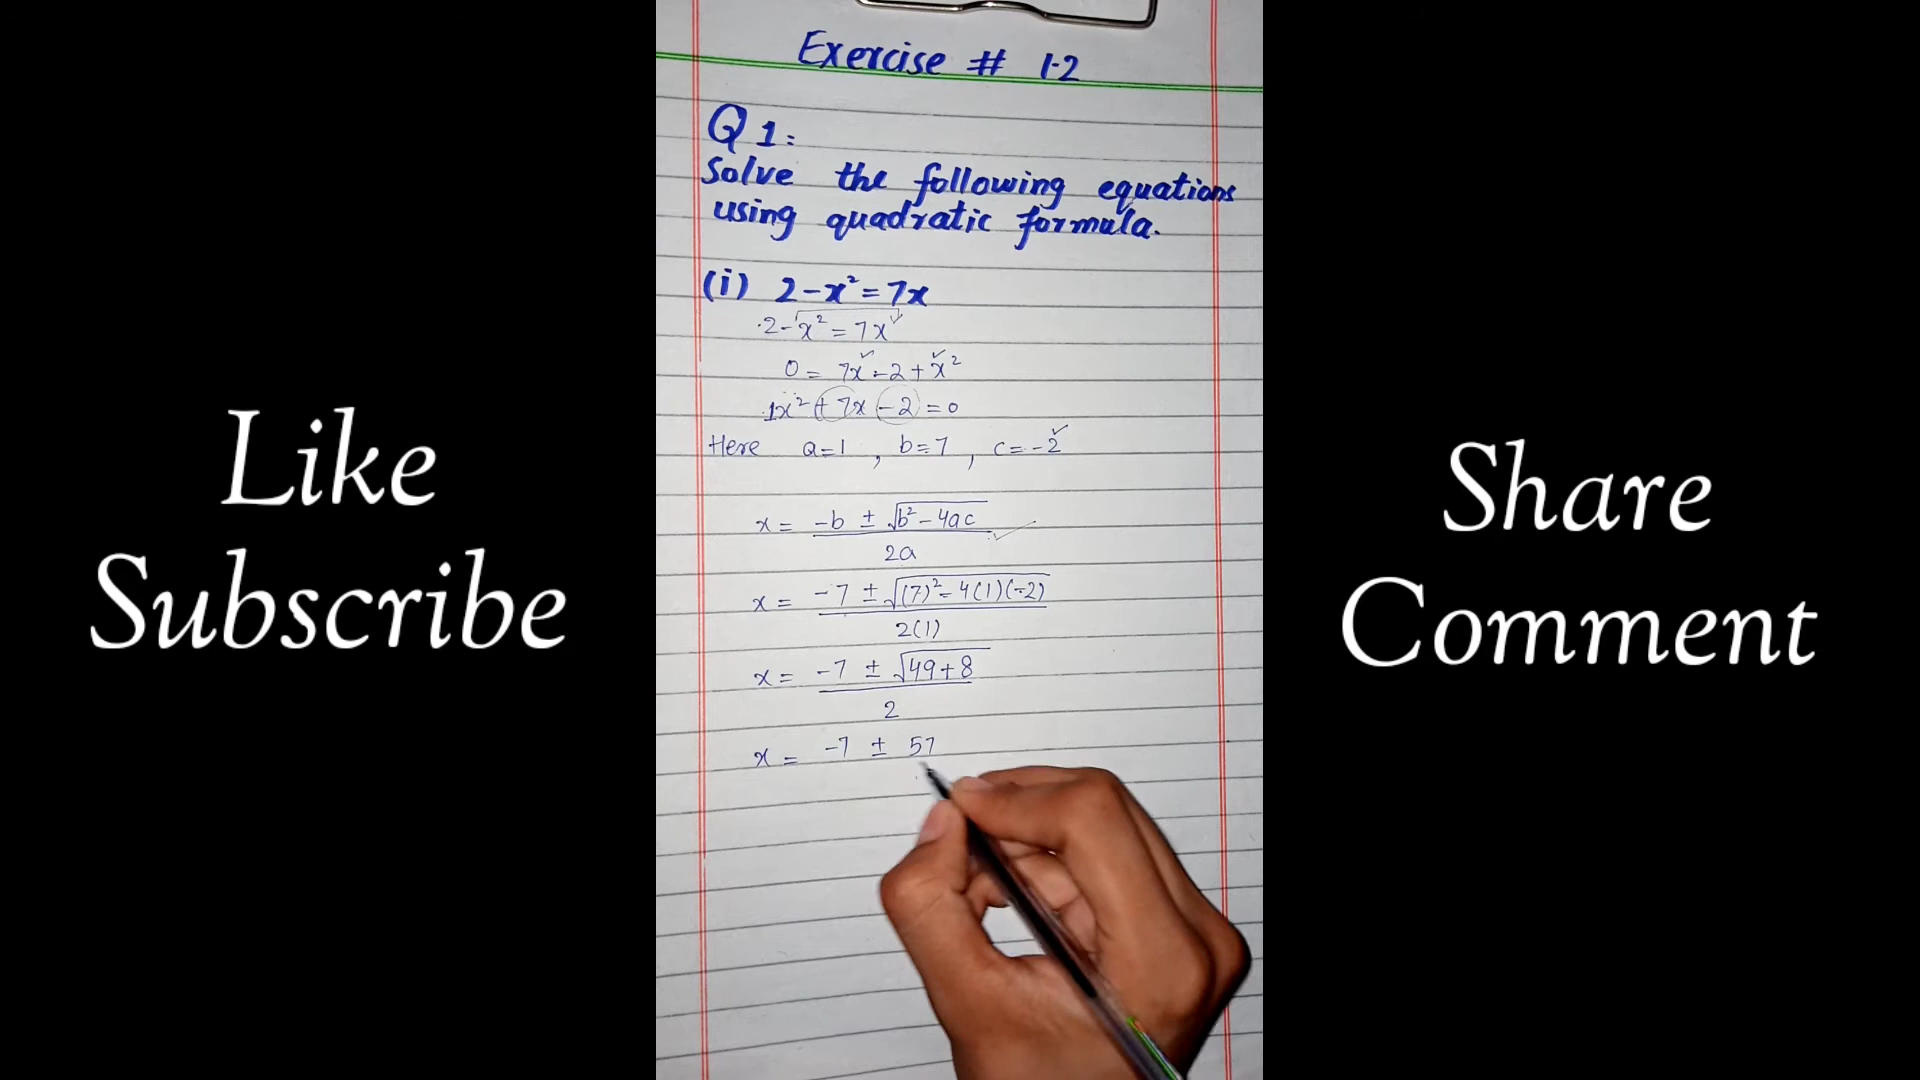 Exercise # 1.2
Q 1:
Solve the following equations
using quadratic formula.
(i) 2-x²=7x
2-x²=7x
0= 7x-2+x²
1x²+7x-2=0
Here a=1, b=7, c=-2
x= -b ± √b²-4ac
2a
x= -7 ± √(7)²-4(1)(-2)
2(1)
x= -7 ± √49+8
2
x= -7 ± 57
Like
Subscribe
Share
Comment